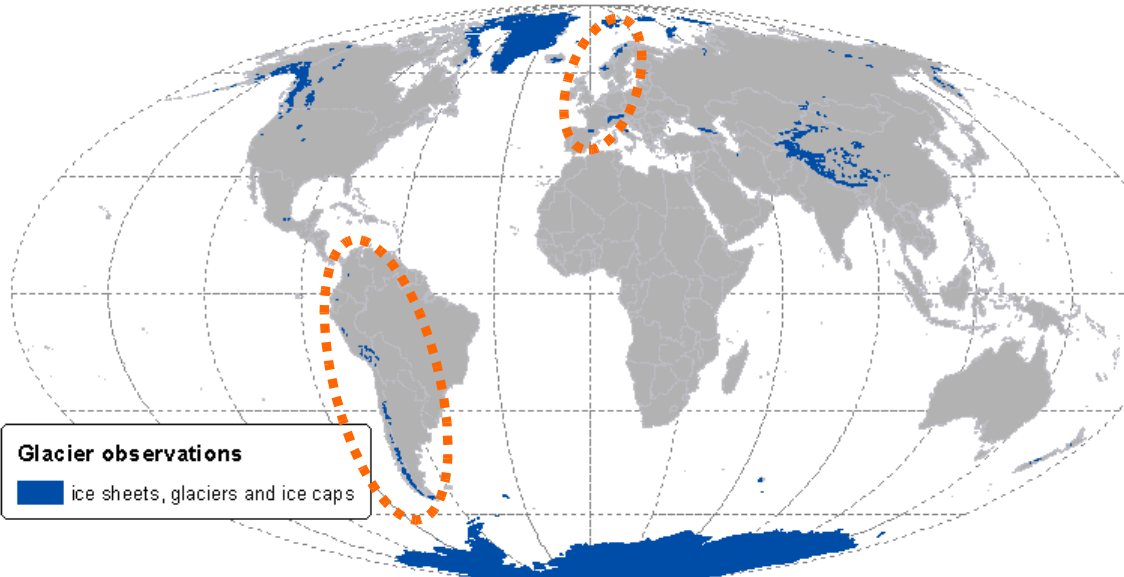 Glacier observations
ice sheets, glaciers and ice caps